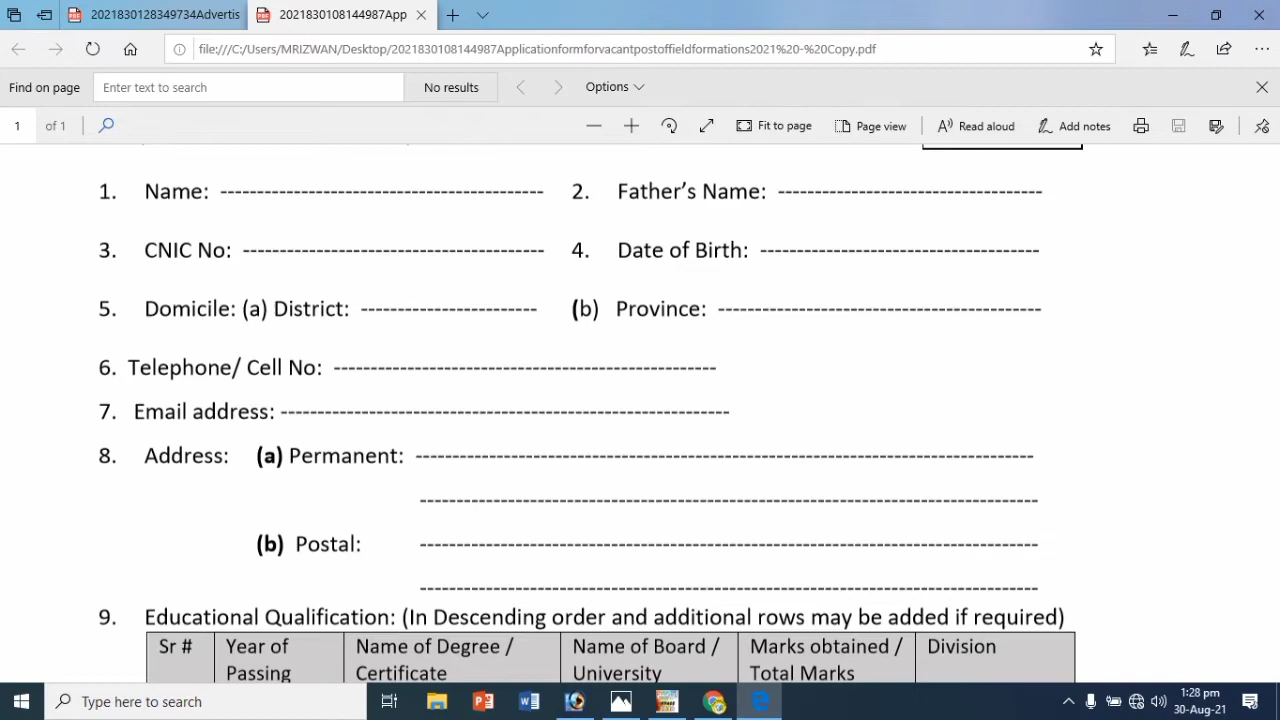 20218301283497​34Advertis
2021830108144987App
file:///C:/Users/MRIZWAN/Desktop/2021830108144987Applicationformforvacantpostoffieldformations2021%20-%20Copy.pdf
Find on page Enter text to search No results Options
1 of 1 Fit to page Page view Read aloud Add notes
1. Name: -------------------------------------------- 2. Father's Name: ------------------------------------
3. CNIC No: ----------------------------------------- 4. Date of Birth: --------------------------------------
5. Domicile: (a) District: ------------------------ (b) Province: --------------------------------------------
6. Telephone/ Cell No: ----------------------------------------------------
7. Email address: -------------------------------------------------------------
8. Address: (a) Permanent: ------------------------------------------------------------------------------------
------------------------------------------------------------------------------------
(b) Postal: ------------------------------------------------------------------------------------
------------------------------------------------------------------------------------
9. Educational Qualification: (In Descending order and additional rows may be added if required)
Sr # Year of Passing Name of Degree / Certificate Name of Board / University Marks obtained / Total Marks Division
Type here to search
1:28 pm
30-Aug-21